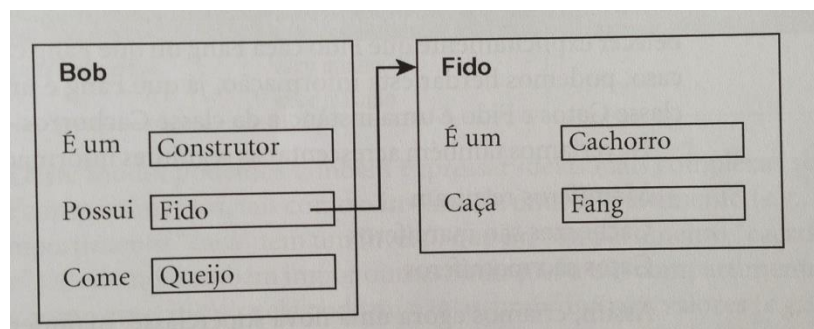 Bob
É um Construtor
Possui Fido
Come Queijo
Fido
É um Cachorro
Caça Fang